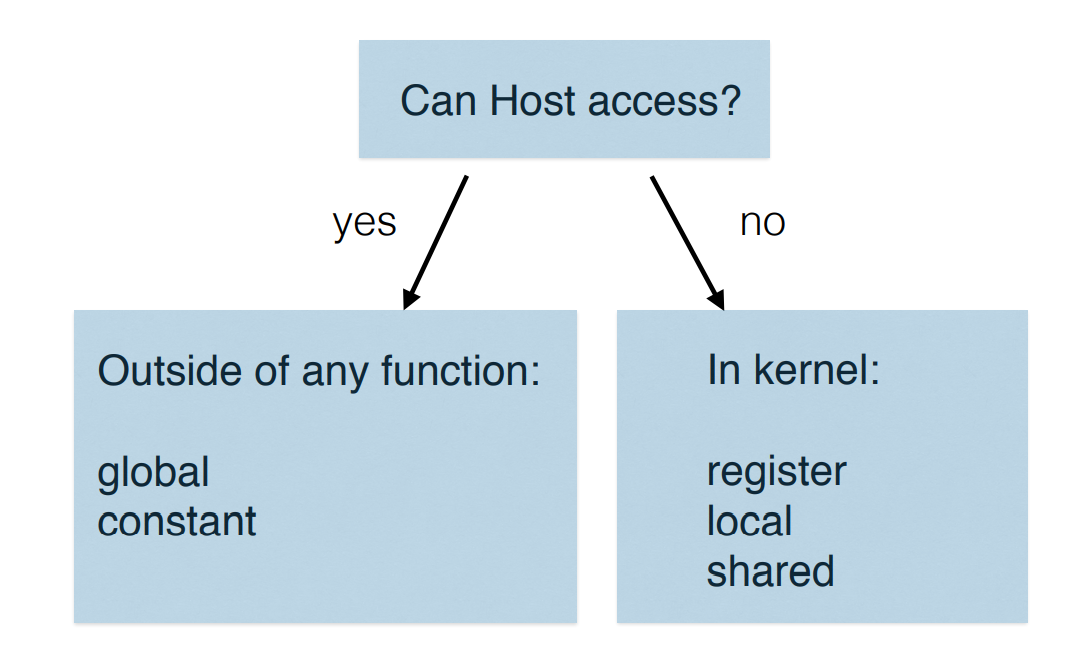 Can Host access?
yes
no
Outside of any function:
global
constant
In kernel:
register
local
shared